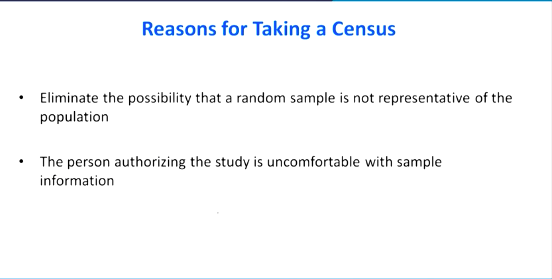 Reasons for Taking a Census
• Eliminate the possibility that a random sample is not representative of the
population
• The person authorizing the study is uncomfortable with sample
information